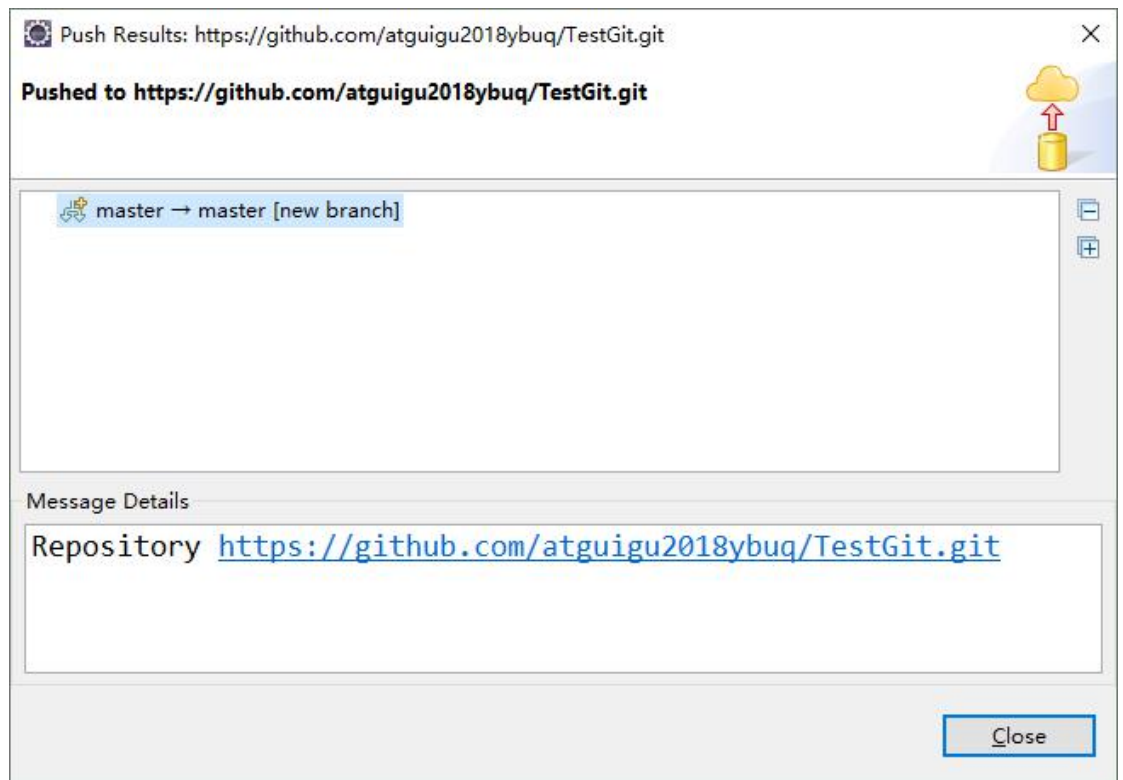 Push Results: https://github.com/atguigu2018ybuq/TestGit.git
Pushed to https://github.com/atguigu2018ybuq/TestGit.git
master → master [new branch]
Message Details
Repository https://github.com/atguigu2018ybuq/TestGit.git
Close